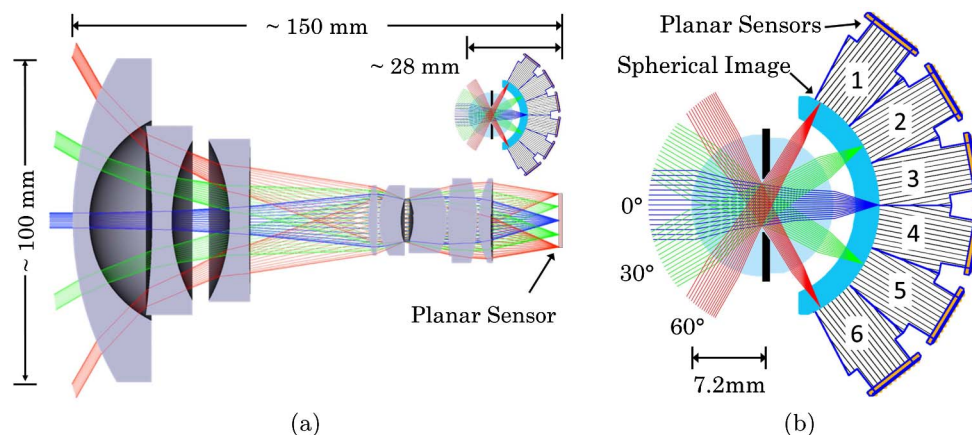 ~ 150 mm
~ 28 mm
~ 100 mm
Planar Sensor
(a)
Planar Sensors
Spherical Image
1
2
3
4
5
6
0°
30°
60°
7.2mm
(b)